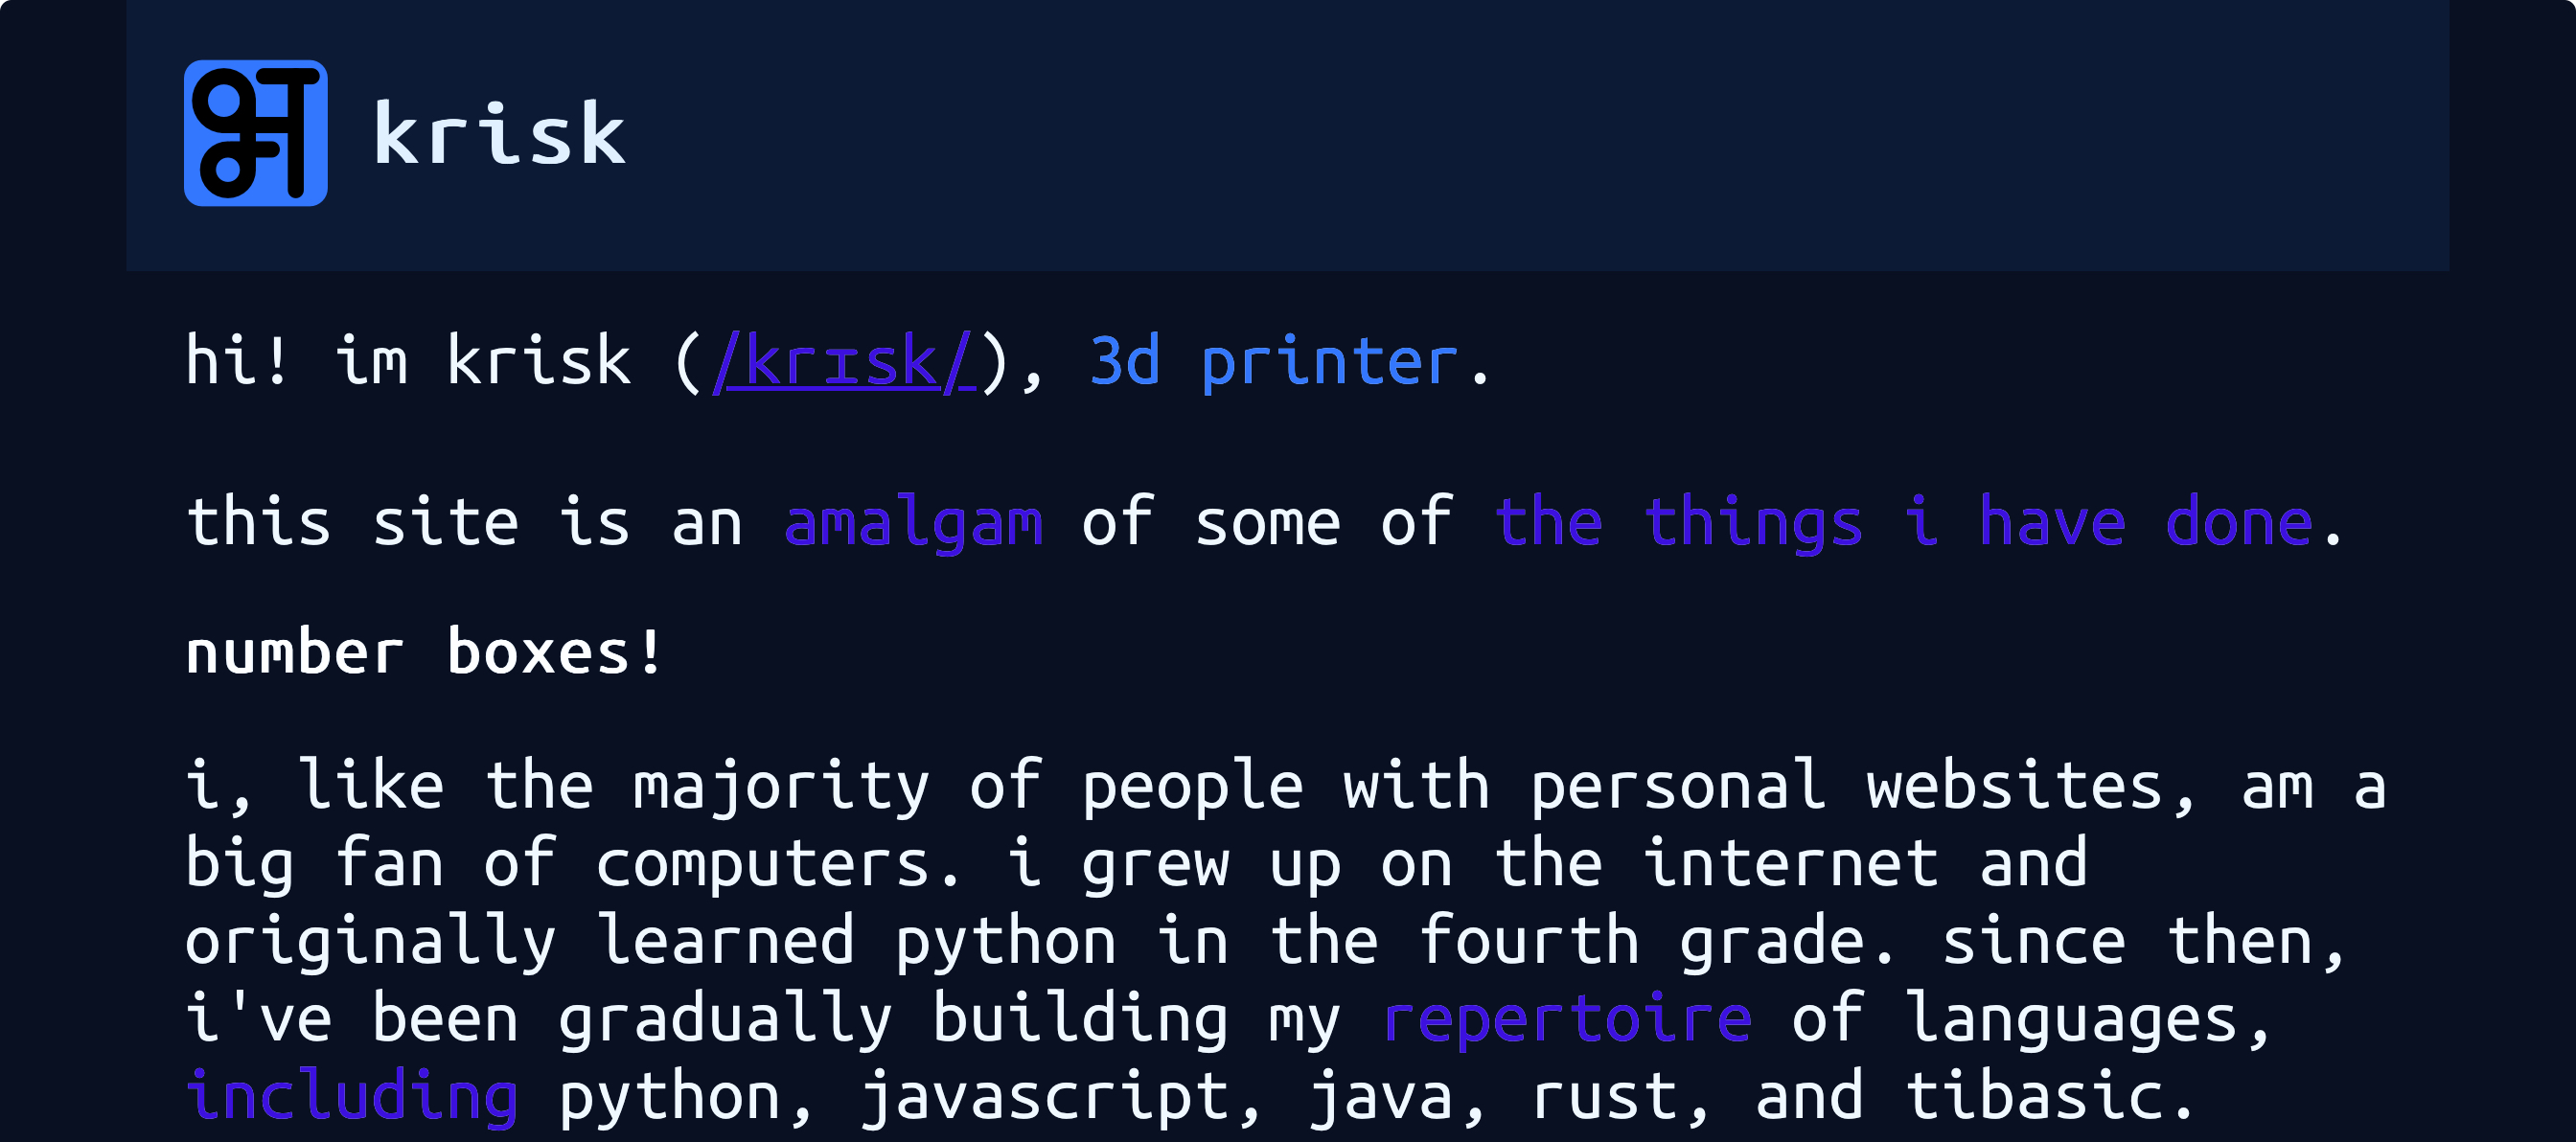 krisk
hi! im krisk (/krɪsk/), 3d printer.
this site is an amalgam of some of the things i have done.
number boxes!
i, like the majority of people with personal websites, am a
big fan of computers. i grew up on the internet and
originally learned python in the fourth grade. since then,
i've been gradually building my repertoire of languages,
including python, javascript, java, rust, and tibasic.